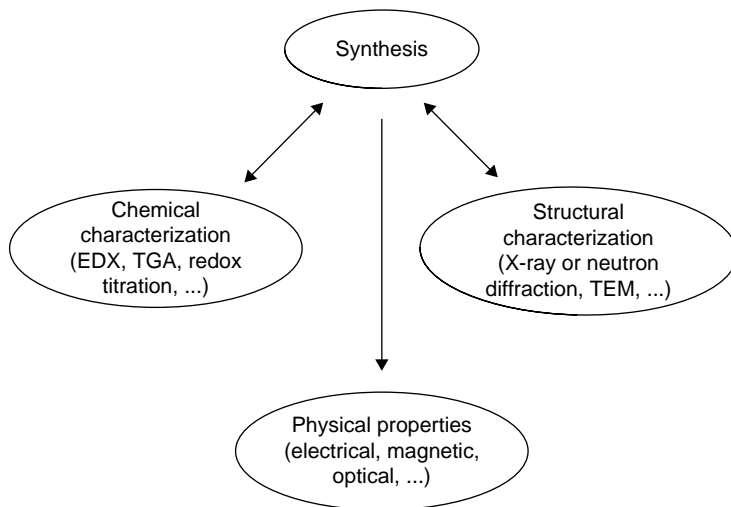 Synthesis
Chemical
characterization
(EDX, TGA, redox
titration, ...)
Structural
characterization
(X-ray or neutron
diffraction, TEM, ...)
Physical properties
(electrical, magnetic,
optical, ...)